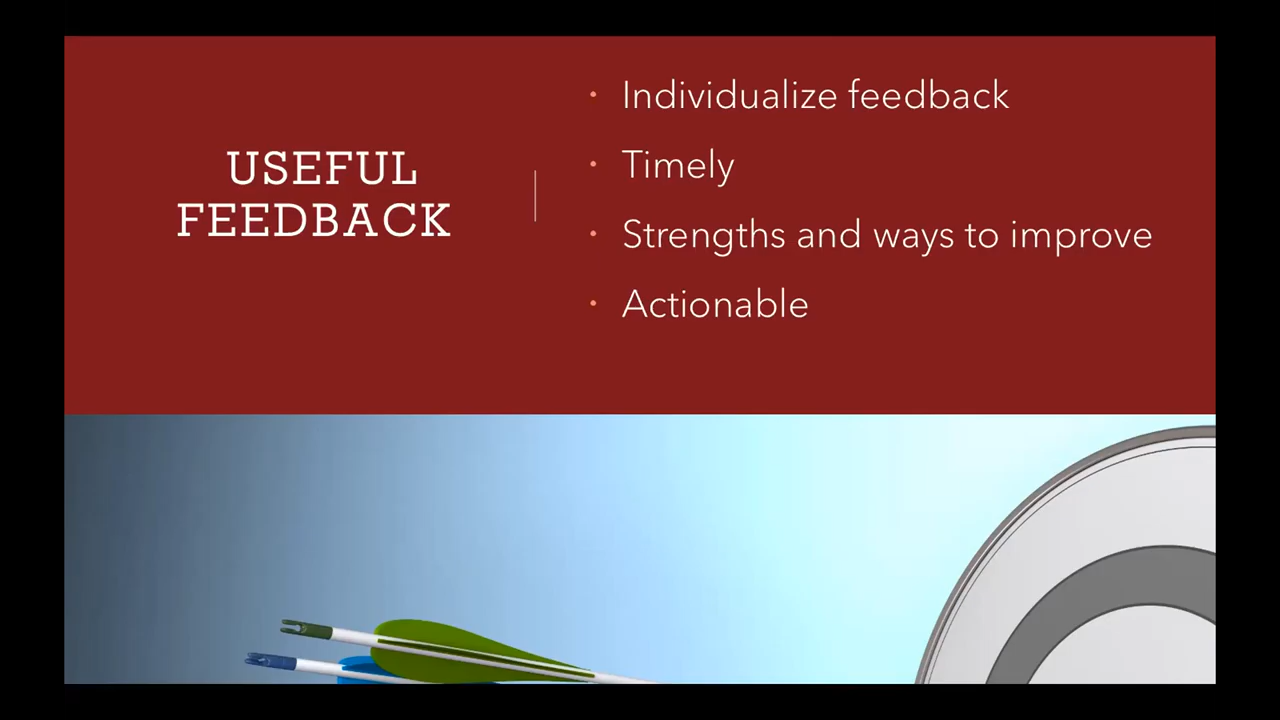 USEFUL
FEEDBACK
Individualize feedback
Timely
Strengths and ways to improve
Actionable